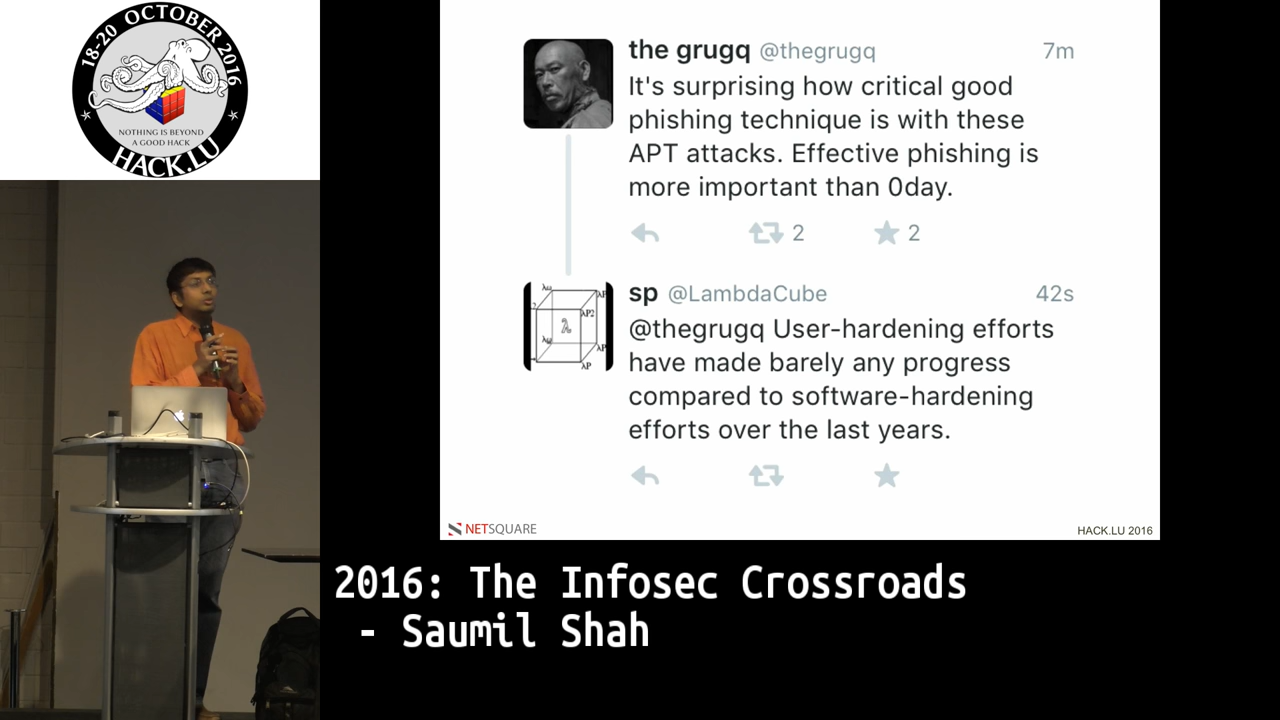 18-20 OCTOBER 2016
NOTHING IS BEYOND
A GOOD HACK
HACK.LU
the grugq @thegrugq 7m
It's surprising how critical good
phishing technique is with these
APT attacks. Effective phishing is
more important than 0day.
2 2
sp @LambdaCube 42s
@thegrugq User-hardening efforts
have made barely any progress
compared to software-hardening
efforts over the last years.
NETSQUARE
HACK.LU 2016
2016: The Infosec Crossroads
- Saumil Shah